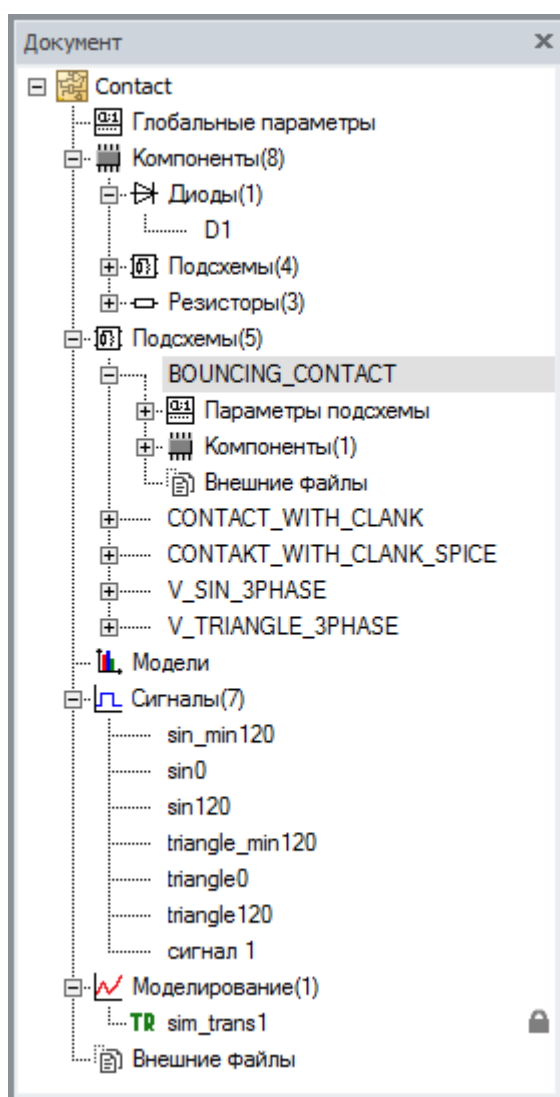 Документ
Contact
Глобальные параметры
Компоненты(8)
Диоды(1)
D1
Подсхемы(4)
Резисторы(3)
Подсхемы(5)
BOUNCING_CONTACT
Параметры подсхемы
Компоненты(1)
Внешние файлы
CONTACT_WITH_CLANK
CONTAKT_WITH_CLANK_SPICE
V_SIN_3PHASE
V_TRIANGLE_3PHASE
Модели
Сигналы(7)
sin_min120
sin0
sin120
triangle_min120
triangle0
triangle120
сигнал 1
Моделирование(1)
TR sim_trans1
Внешние файлы